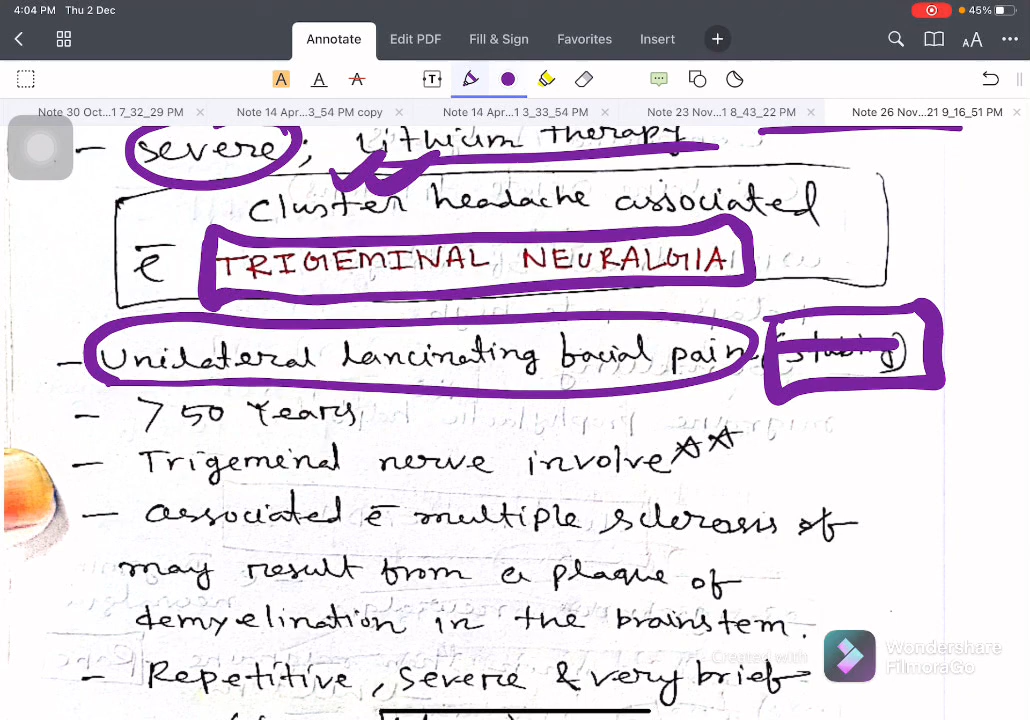 4:04 PM Thu 2 Dec
45%
Annotate Edit PDF Fill & Sign Favorites Insert
Note 30 Oct...1 7_32_29 PM Note 14 Apr...3_54 PM copy Note 14 Apr...1 3_33_54 PM Note 23 Nov...1 8_43_22 PM Note 26 Nov...21 9_16_51 PM
- severe; Lithium therapy
Cluster headache associated
c̄ TRIGEMINAL NEURALGIA
- Unilateral lancinating facial pain (stabing)
- > 50 Years
- Trigeminal nerve involve
- associated c̄ multiple sclerosis of
may result from a plaque of
demyelination in the brainstem.
- Repetitive, severe & very brief
Created with
Wondershare
FilmoraGo